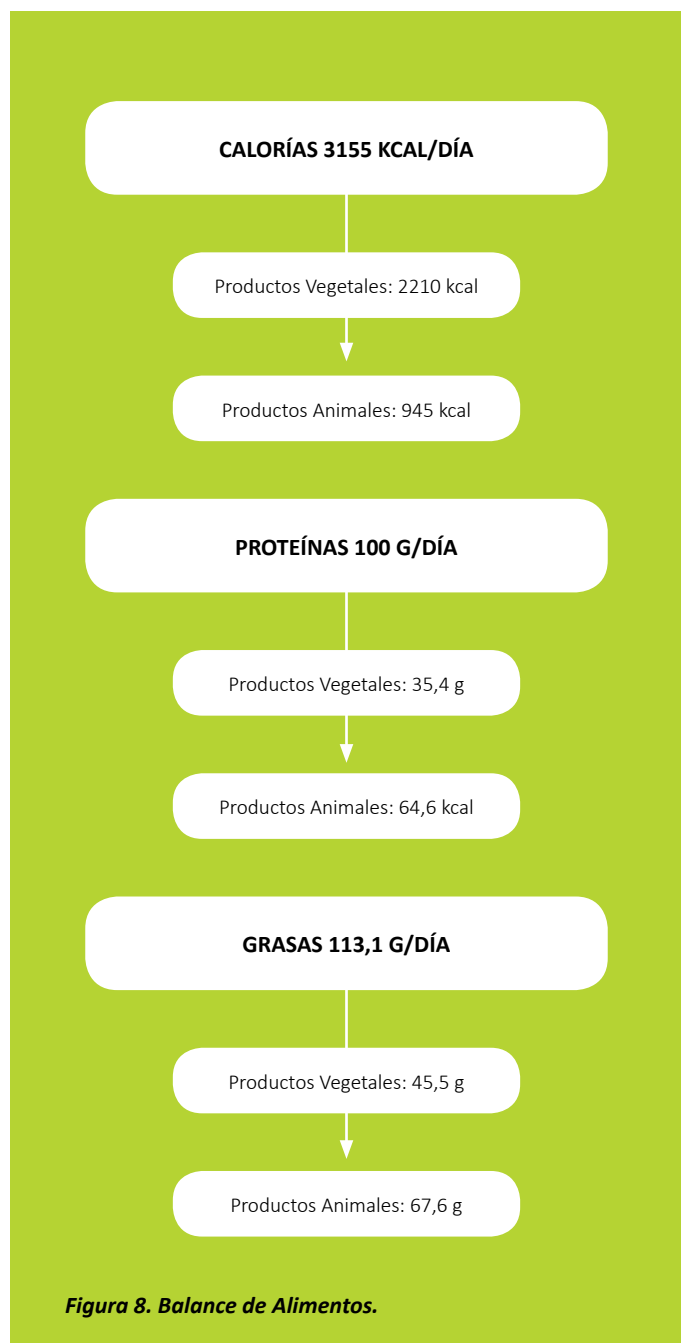 CALORÍAS 3155 KCAL/DÍA
Productos Vegetales: 2210 kcal
Productos Animales: 945 kcal
PROTEÍNAS 100 G/DÍA
Productos Vegetales: 35,4 g
Productos Animales: 64,6 kcal
GRASAS 113,1 G/DÍA
Productos Vegetales: 45,5 g
Productos Animales: 67,6 g
Figura 8. Balance de Alimentos.